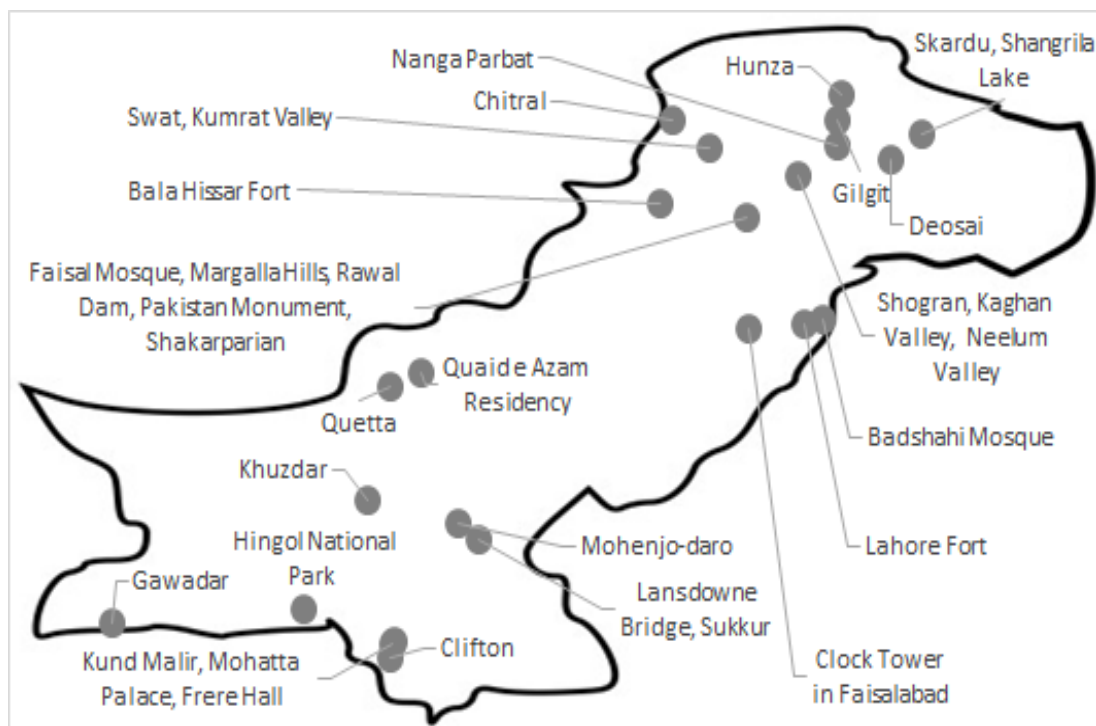 Skardu, Shangrila
Lake
Nanga Parbat
Hunza
Chitral
Swat, Kumrat Valley
Bala Hissar Fort
Gilgit
Deosai
Faisal Mosque, Margalla Hills, Rawal
Dam, Pakistan Monument,
Shakarparian
Shogran, Kaghan
Valley, Neelum
Valley
Quaid e Azam
Residency
Quetta
Badshahi Mosque
Khuzdar
Mohenjo-daro
Lahore Fort
Hingol National
Park
Gawadar
Lansdowne
Bridge, Sukkur
Clifton
Kund Malir, Mohatta
Palace, Frere Hall
Clock Tower
in Faisalabad